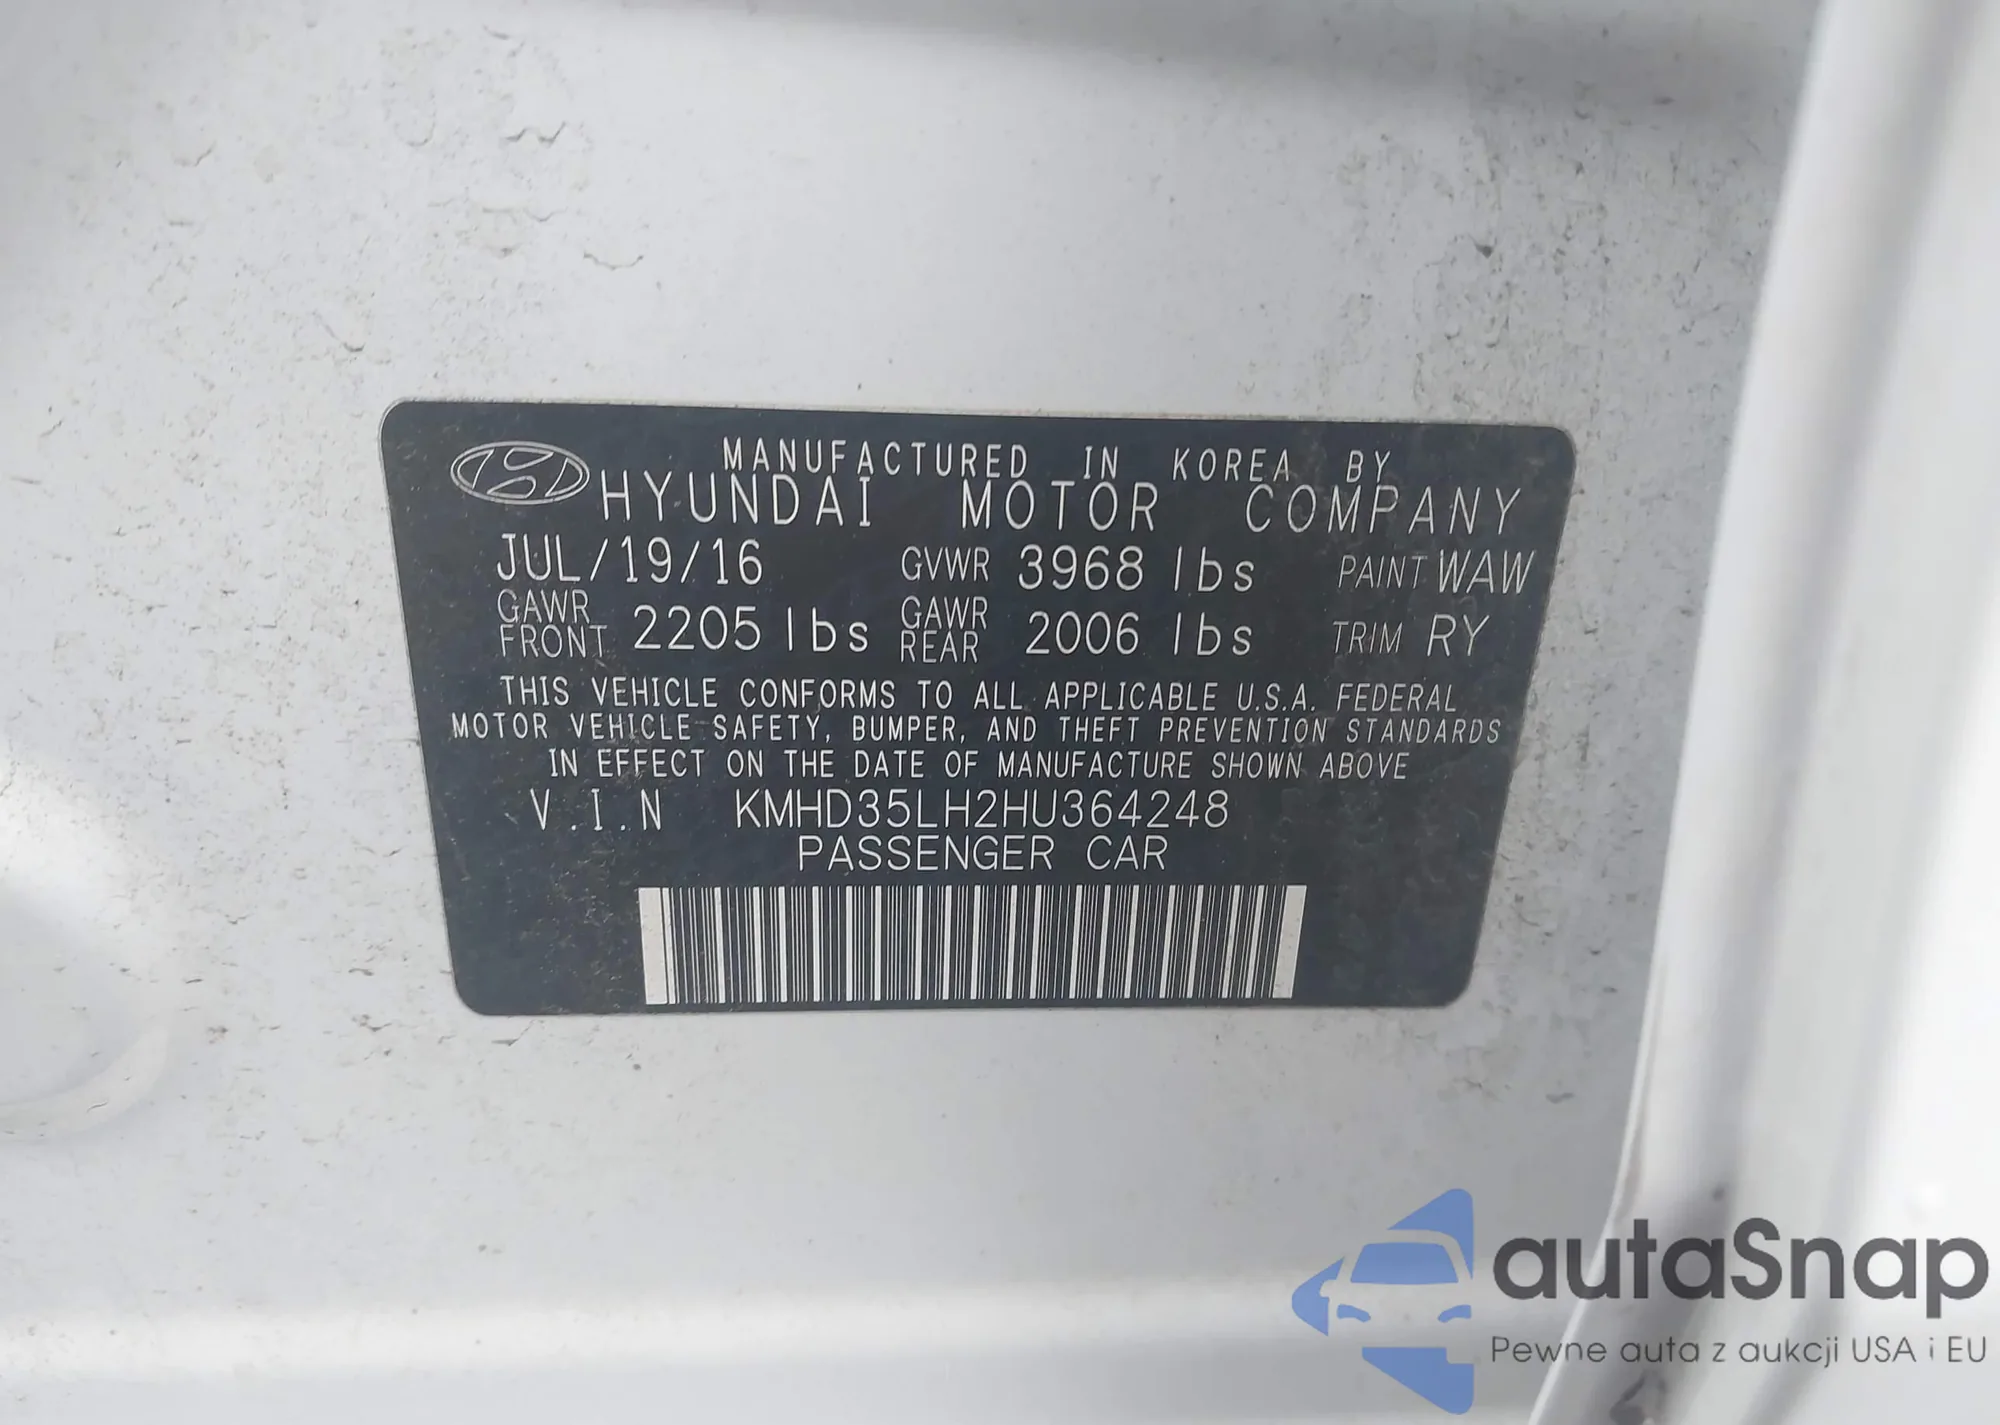 MANUFACTURED IN KOREA BY
HYUNDAI MOTOR COMPANY
JUL/19/16 GVWR 3968 lbs PAINT WAW
GAWR FRONT 2205 lbs GAWR REAR 2006 lbs TRIM RY
THIS VEHICLE CONFORMS TO ALL APPLICABLE U.S.A. FEDERAL
MOTOR VEHICLE SAFETY, BUMPER, AND THEFT PREVENTION STANDARDS
IN EFFECT ON THE DATE OF MANUFACTURE SHOWN ABOVE
V.I.N KMHD35LH2HU364248
PASSENGER CAR
autaSnap
Pewne auta z aukcji USA i EU